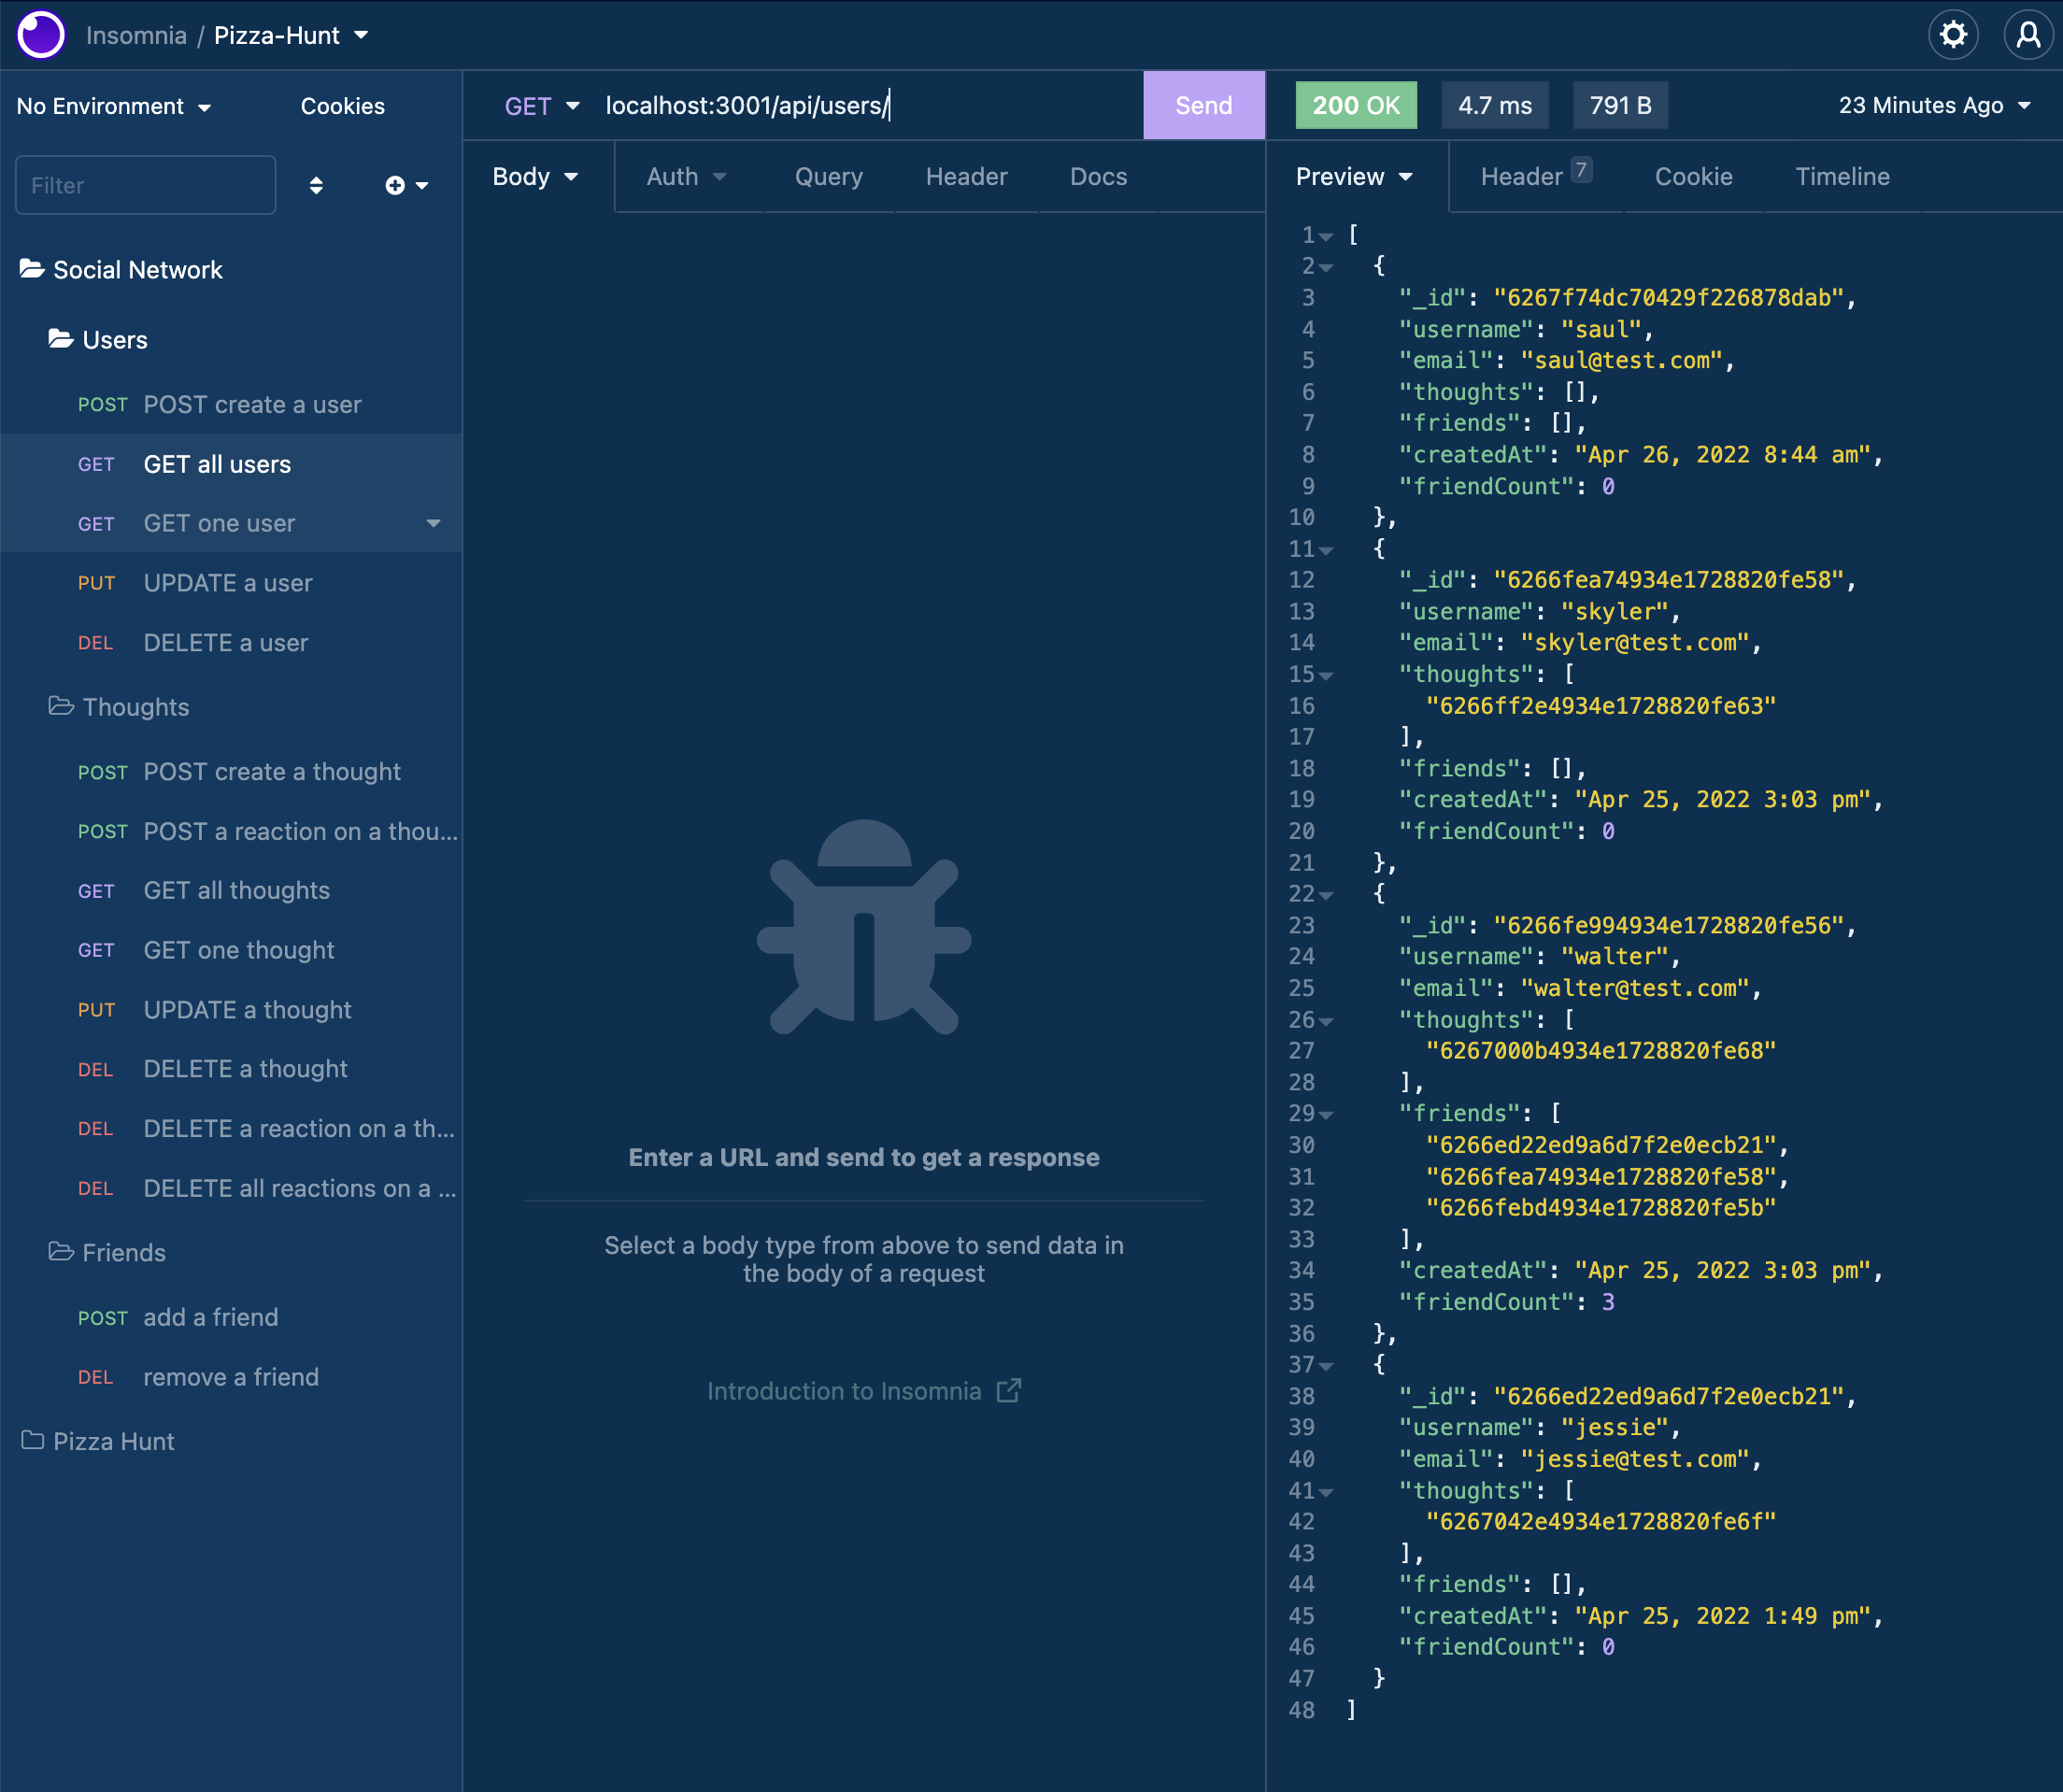 Insomnia / Pizza-Hunt
No Environment
Cookies
Filter
Social Network
Users
POST POST create a user
GET GET all users
GET GET one user
PUT UPDATE a user
DEL DELETE a user
Thoughts
POST POST create a thought
POST POST a reaction on a thou...
GET GET all thoughts
GET GET one thought
PUT UPDATE a thought
DEL DELETE a thought
DEL DELETE a reaction on a th...
DEL DELETE all reactions on a ...
Friends
POST add a friend
DEL remove a friend
Pizza Hunt
GET localhost:3001/api/users/ Send
Body Auth Query Header Docs
Enter a URL and send to get a response
Select a body type from above to send data in
the body of a request
Introduction to Insomnia
200 OK 4.7 ms 791 B 23 Minutes Ago
Preview Header 7 Cookie Timeline
1 [
2 {
3 "_id": "6267f74dc70429f226878dab",
4 "username": "saul",
5 "email": "saul@test.com",
6 "thoughts": [],
7 "friends": [],
8 "createdAt": "Apr 26, 2022 8:44 am",
9 "friendCount": 0
10 },
11 {
12 "_id": "6266fea74934e1728820fe58",
13 "username": "skyler",
14 "email": "skyler@test.com",
15 "thoughts": [
16 "6266ff2e4934e1728820fe63"
17 ],
18 "friends": [],
19 "createdAt": "Apr 25, 2022 3:03 pm",
20 "friendCount": 0
21 },
22 {
23 "_id": "6266fe994934e1728820fe56",
24 "username": "walter",
25 "email": "walter@test.com",
26 "thoughts": [
27 "6267000b4934e1728820fe68"
28 ],
29 "friends": [
30 "6266ed22ed9a6d7f2e0ecb21",
31 "6266fea74934e1728820fe58",
32 "6266febd4934e1728820fe5b"
33 ],
34 "createdAt": "Apr 25, 2022 3:03 pm",
35 "friendCount": 3
36 },
37 {
38 "_id": "6266ed22ed9a6d7f2e0ecb21",
39 "username": "jessie",
40 "email": "jessie@test.com",
41 "thoughts": [
42 "6267042e4934e1728820fe6f"
43 ],
44 "friends": [],
45 "createdAt": "Apr 25, 2022 1:49 pm",
46 "friendCount": 0
47 }
48 ]